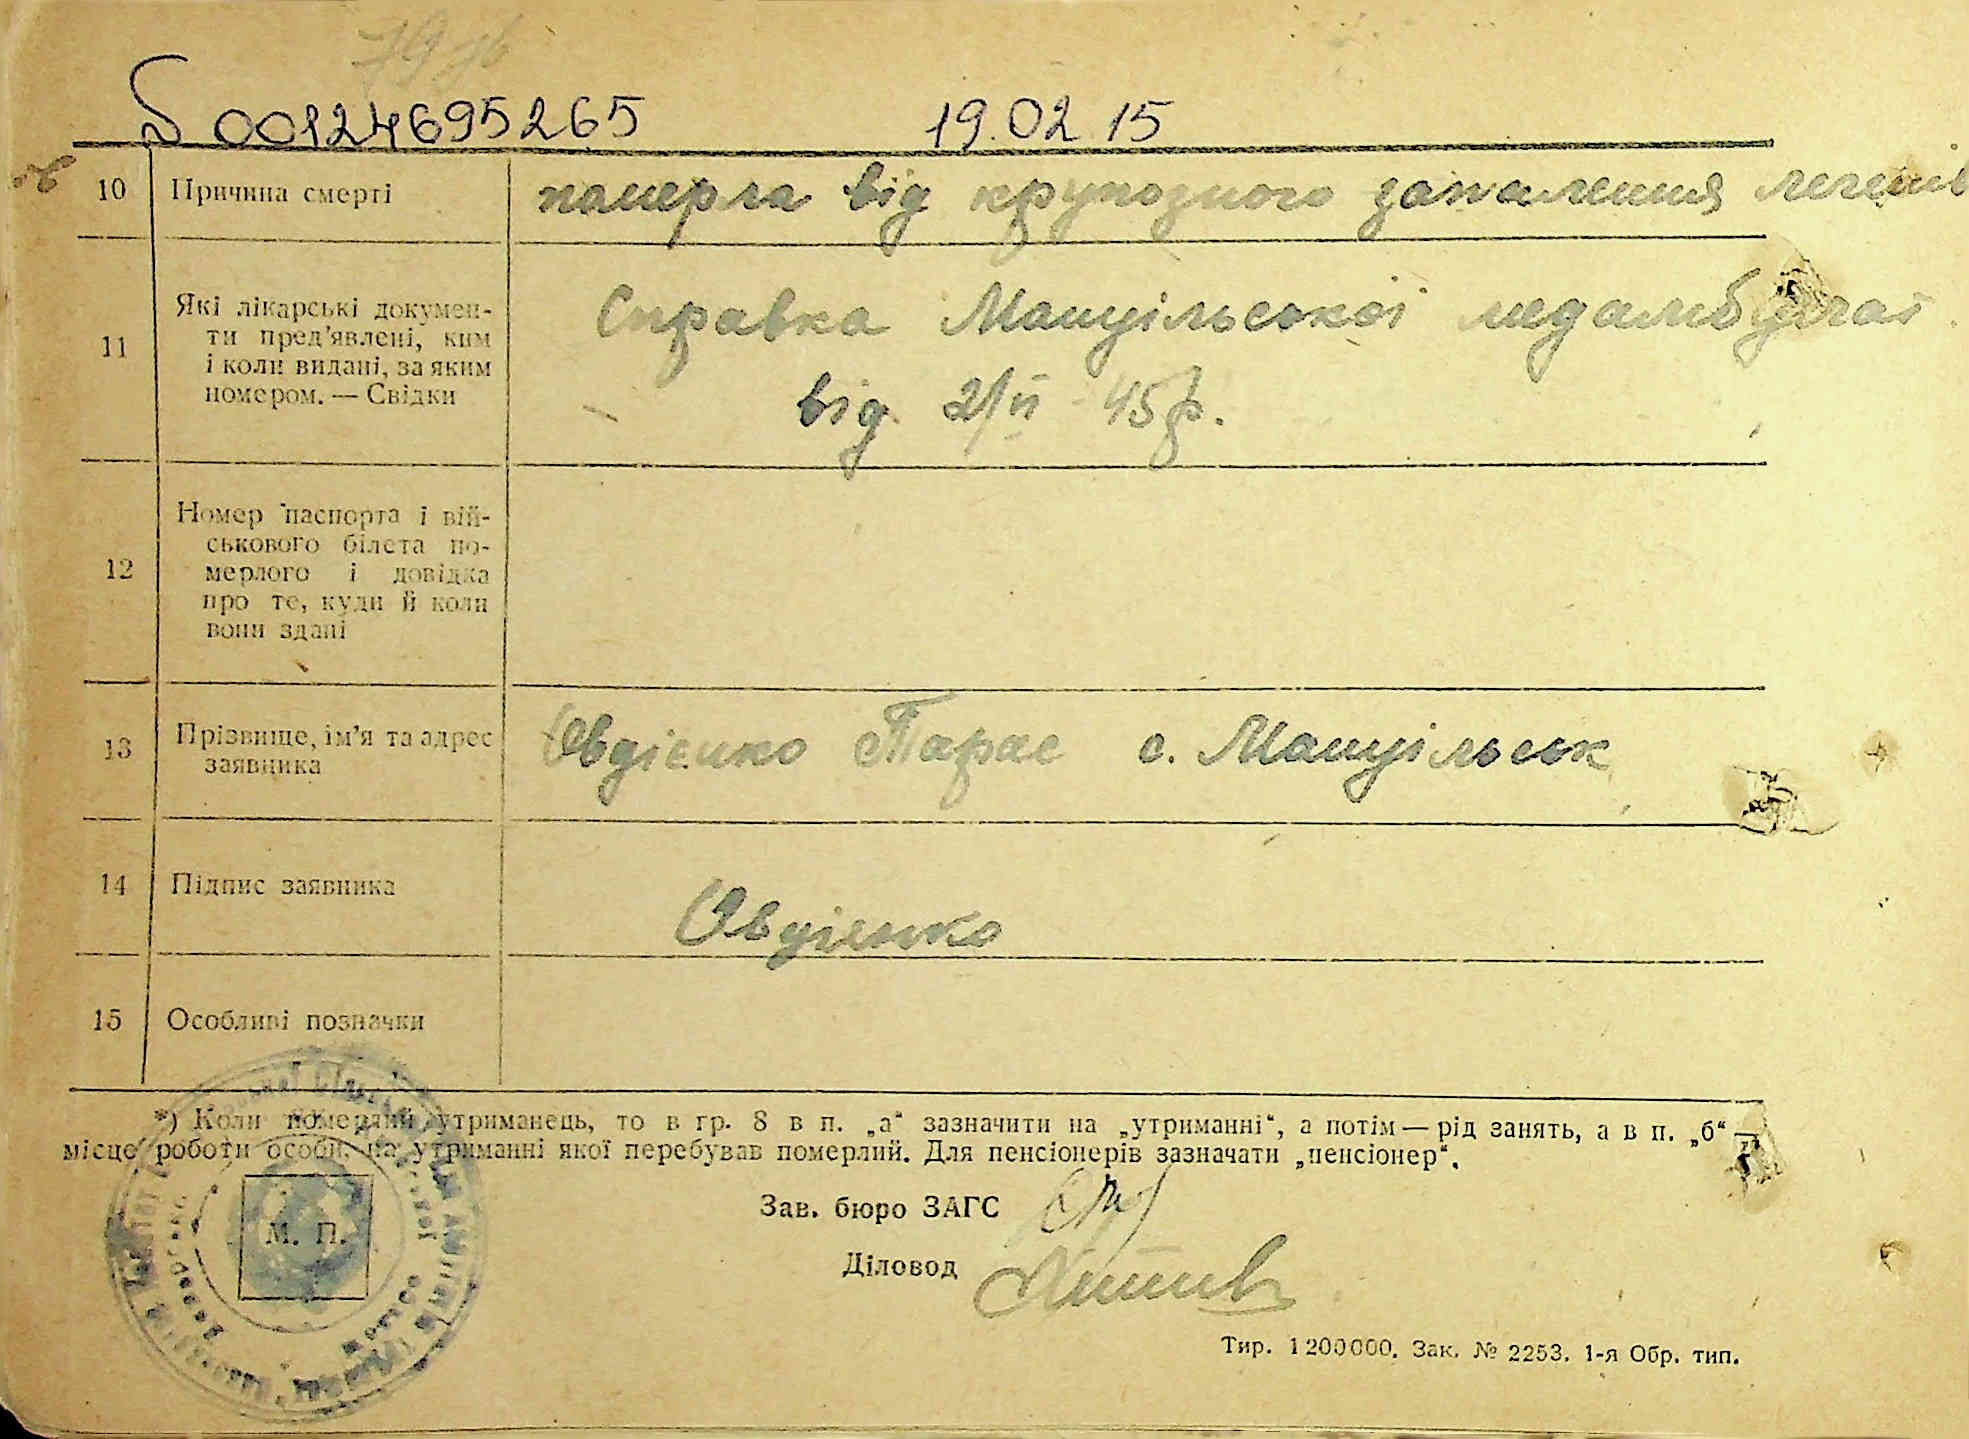 00124695265 19.02.15
10 Причина смерті померла від крупозного запалення легенів
11 Які лікарські докумен-
ти пред'явлені, ким
і коли видані, за яким
номером. — Свідки
Справка Мащільської медамбулаї
від 2/II 45 р.
12 Номер паспорта і вій-
ськового білета по-
мерлого і довідка
про те, куди й коли
вони здані
13 Прізвище, ім'я та адрес
заявника
Овдієнко Тарас с.
14 Підпис заявника
Овдієнко
15 Особливі позначки
*) Коли померлий утриманець, то в гр. 8 в п. „а“ зазначити на „утриманні“, а потім — рід занять, а в п. „б“ —
місце роботи особи, на утриманні якої перебував померлий. Для пенсіонерів зазначати „пенсіонер“.
М. П.
Зав. бюро ЗАГС
Діловод
Тир. 1200000. Зак. № 2253. 1-я Обр. тип.